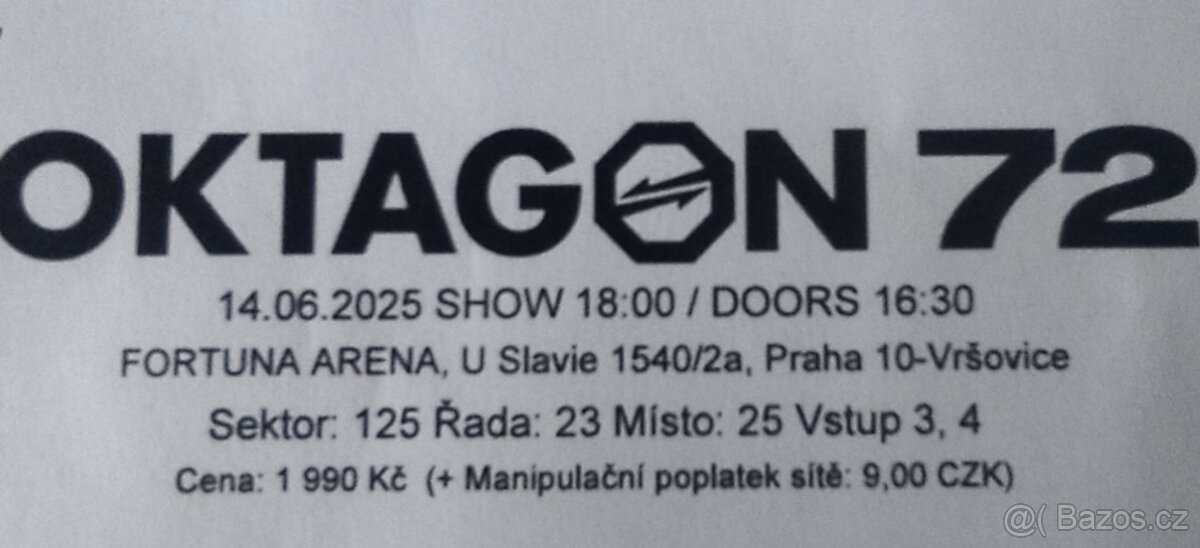 OKTAGON 72
14.06.2025 SHOW 18:00 / DOORS 16:30
FORTUNA ARENA, U Slavie 1540/2a, Praha 10-Vršovice
Sektor: 125 Řada: 23 Místo: 25 Vstup 3, 4
Cena: 1 990 Kč (+ Manipulační poplatek sítě: 9,00 CZK)
@( Bazos.cz